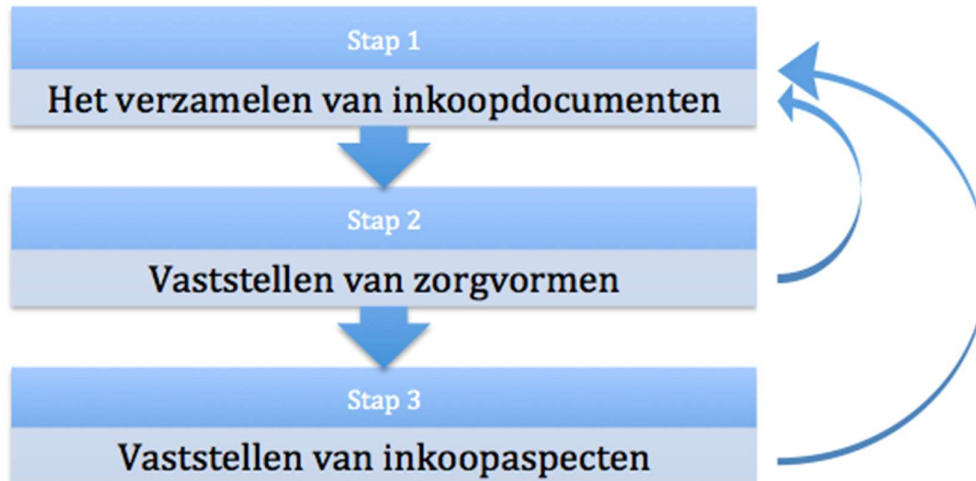 Stap 1
Het verzamelen van inkoopdocumenten
Stap 2
Vaststellen van zorgvormen
Stap 3
Vaststellen van inkoopaspecten